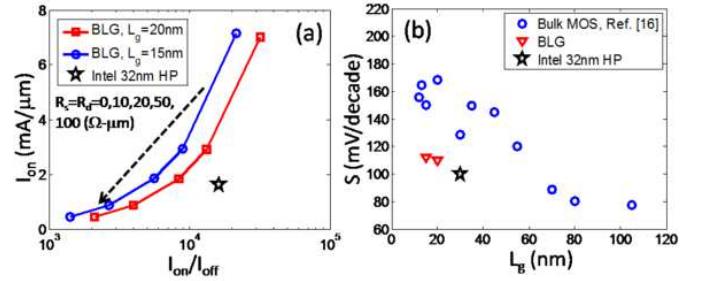 8
6
4
2
0
I_on (mA/μm)
BLG, L_g=20nm
BLG, L_g=15nm
Intel 32nm HP
(a)
R_s=R_d=0,10,20,50,
100 (Ω-μm)
10^3
10^4
10^5
I_on/I_off
220
200
180
160
140
120
100
80
60
S (mV/decade)
(b)
Bulk MOS, Ref. [16]
BLG
Intel 32nm HP
0
20
40
60
80
100
120
L_g (nm)